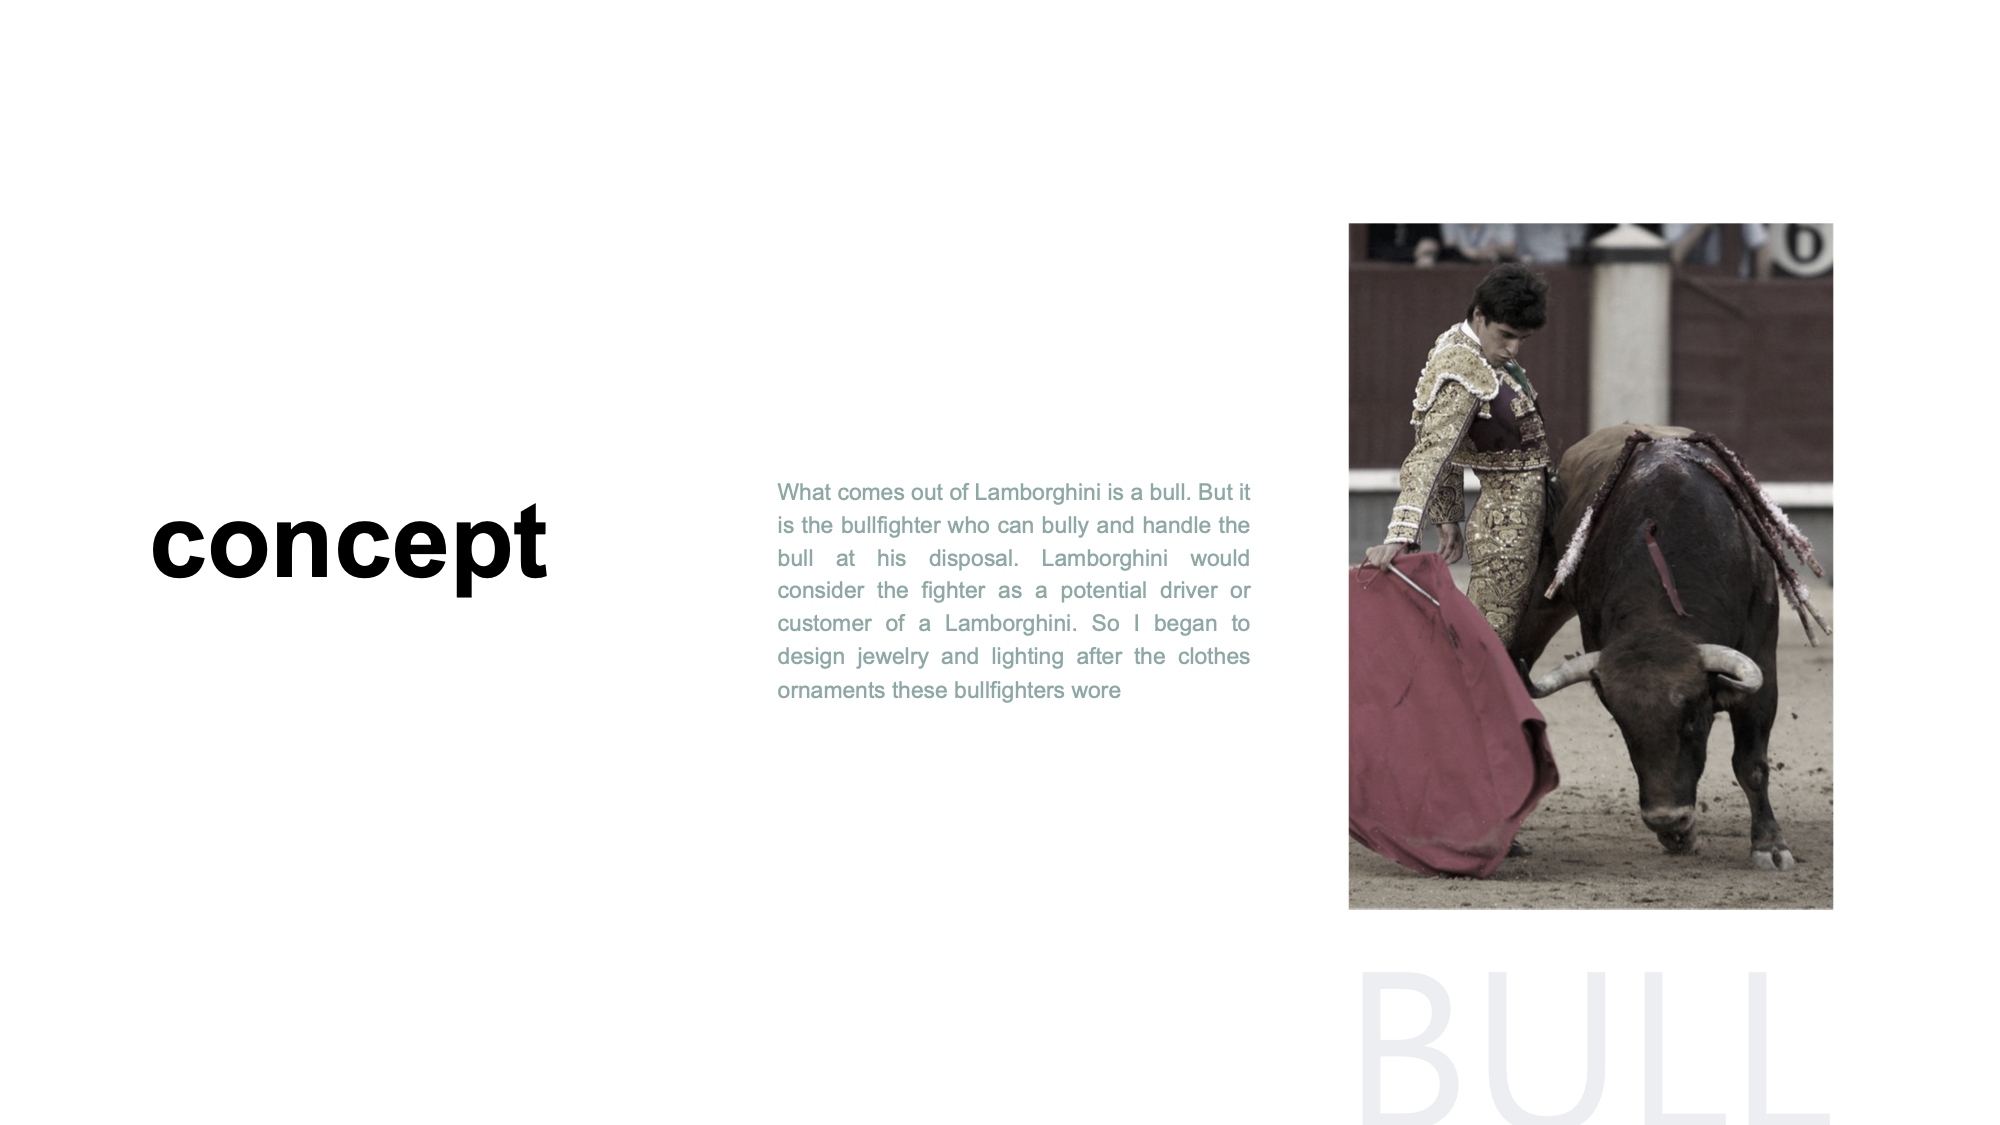 concept
What comes out of Lamborghini is a bull. But it
is the bullfighter who can bully and handle the
bull at his disposal. Lamborghini would
consider the fighter as a potential driver or
customer of a Lamborghini. So I began to
design jewelry and lighting after the clothes
ornaments these bullfighters wore
6
BULL